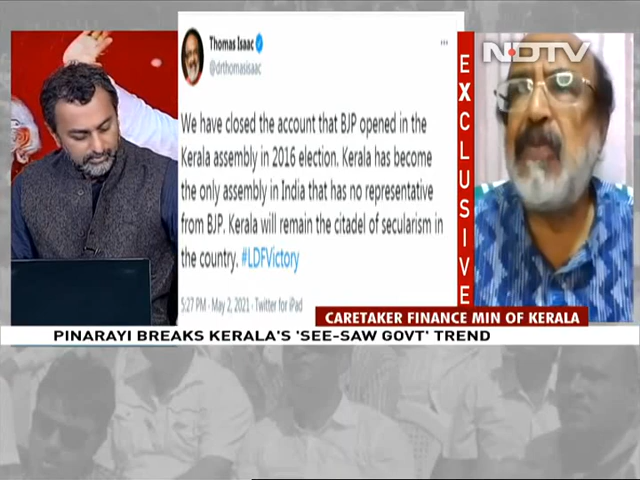 Thomas Isaac
@drthomasisaac
We have closed the account that BJP opened in the
Kerala assembly in 2016 election. Kerala has become
the only assembly in India that has no representative
from BJP. Kerala will remain the citadel of secularism in
the country. #LDFVictory
5:27 PM - May 2, 2021 - Twitter for iPad
NDTV
EXCLUSIVE
CARETAKER FINANCE MIN OF KERALA
PINARAYI BREAKS KERALA'S 'SEE-SAW GOVT' TREND